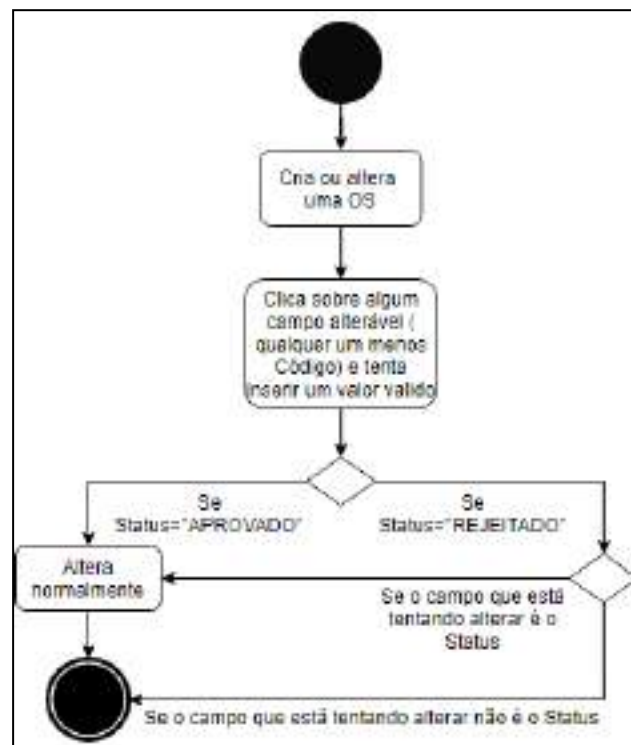 Cria ou altera
uma OS
Clica sobre algum
campo alterável (
qualquer um menos
Código) e tenta
inserir um valor valido
Se
Status="APROVADO"
Se
Status="REJEITADO"
Altera
normalmente
Se o campo que está
tentando alterar é o
Status
Se o campo que está tentando alterar não é o Status